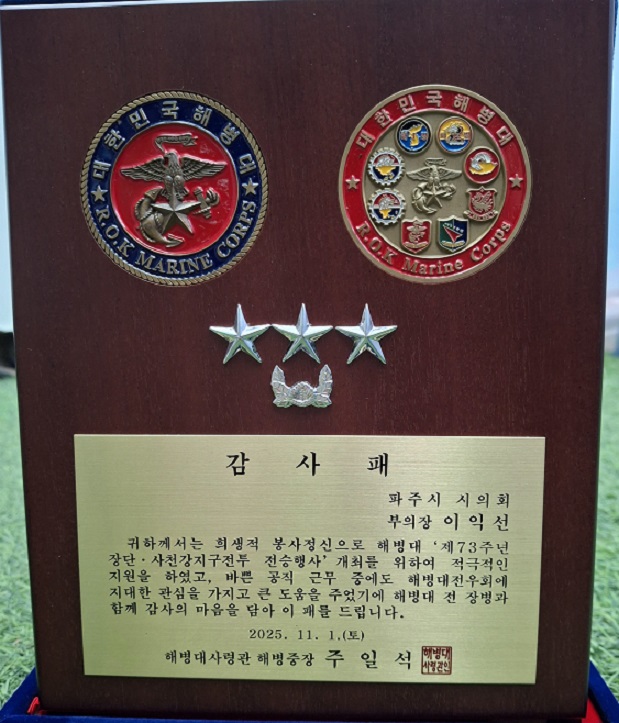 대한민국해병대
R.O.K MARINE CORPS
대한민국해병대
R.O.K Marine Corps
감 사 패
파주시 시의회
부의장 이익선
귀하께서는 희생적 봉사정신으로 해병대 '제73주년
장단·사천강지구전투 전승행사' 개최를 위하여 적극적인
지원을 하였고, 바쁜 공직 근무 중에도 해병대전우회에
지대한 관심을 가지고 큰 도움을 주었기에 해병대 전 장병과
함께 감사의 마음을 담아 이 패를 드립니다.
2025. 11. 1.(토)
해병대사령관 해병중장 주 일 석
해병대
사령관인